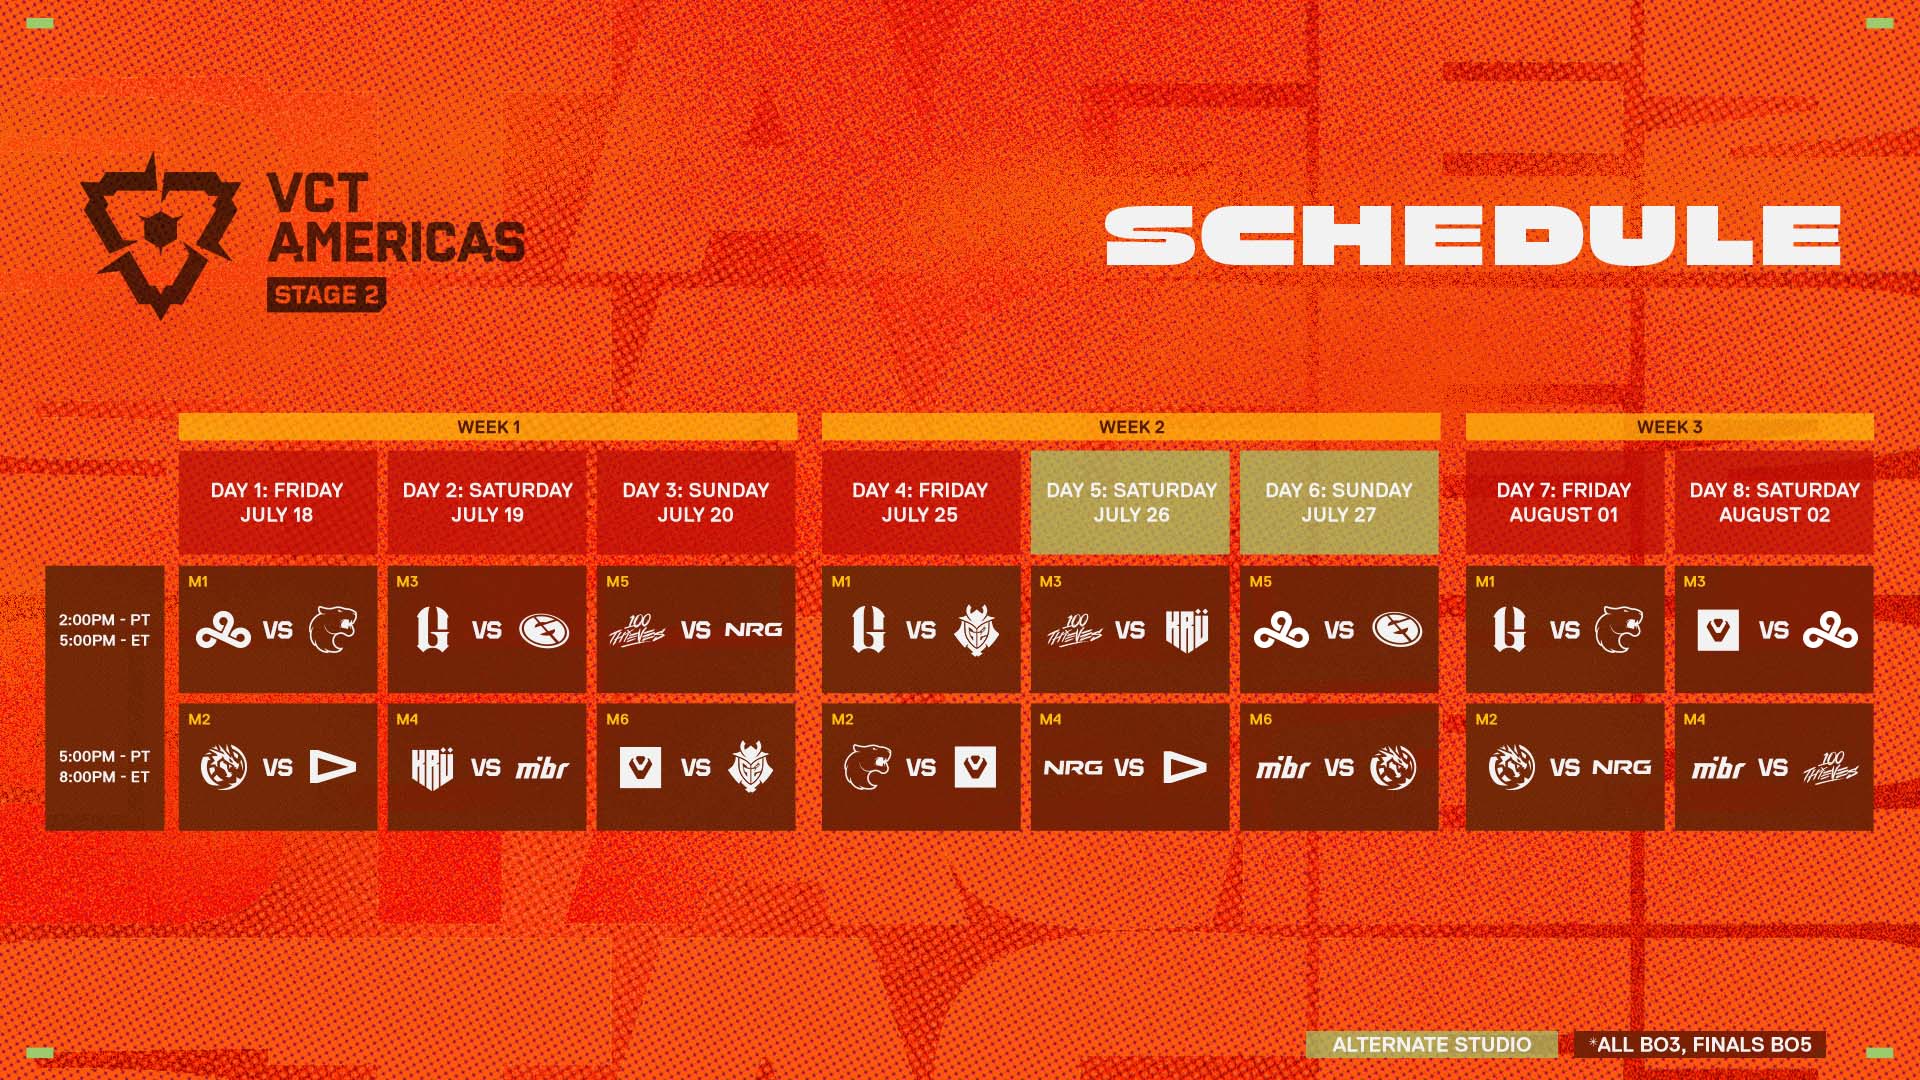 VCT
AMERICAS
STAGE 2
SCHEDULE
WEEK 1
WEEK 2
WEEK 3
DAY 1: FRIDAY
JULY 18
DAY 2: SATURDAY
JULY 19
DAY 3: SUNDAY
JULY 20
DAY 4: FRIDAY
JULY 25
DAY 5: SATURDAY
JULY 26
DAY 6: SUNDAY
JULY 27
DAY 7: FRIDAY
AUGUST 01
DAY 8: SATURDAY
AUGUST 02
2:00PM - PT
5:00PM - ET
M1
VS
M3
G VS
M5
100 THIEVES VS NRG
M1
G VS
M3
100 THIEVES VS KRÜ
M5
VS
M1
G VS
M3
VS
5:00PM - PT
8:00PM - ET
M2
VS
M4
KRÜ VS mibr
M6
VS
M2
VS
M4
NRG VS
M6
mibr VS
M2
VS NRG
M4
mibr VS 100 THIEVES
ALTERNATE STUDIO
*ALL BO3, FINALS BO5